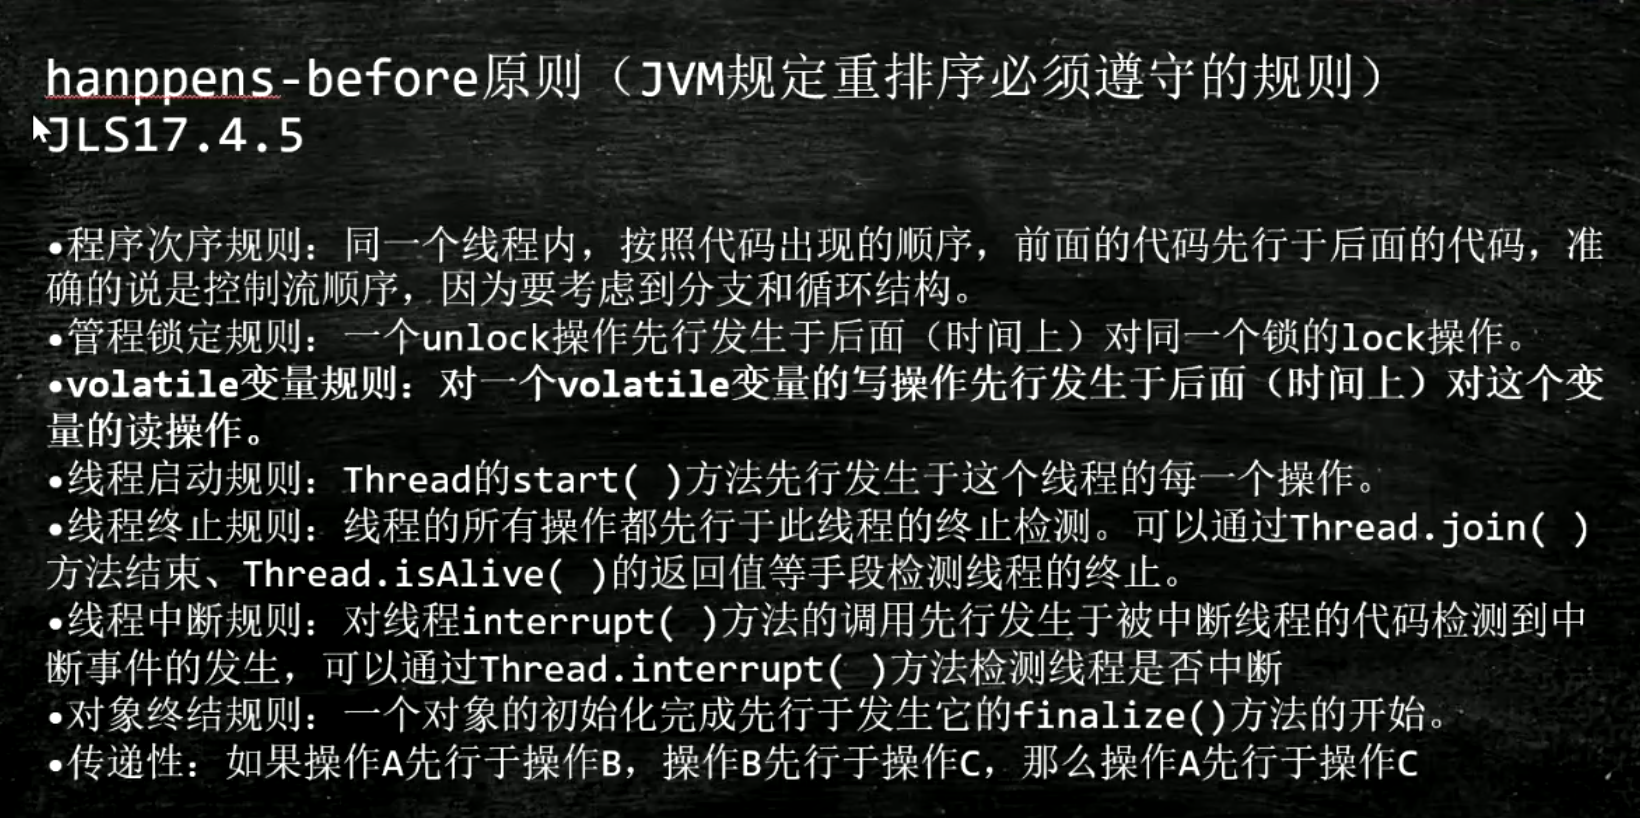 hanppens-before原则（JVM规定重排序必须遵守的规则）
JLS17.4.5
•程序次序规则：同一个线程内，按照代码出现的顺序，前面的代码先行于后面的代码，准
确的说是控制流顺序，因为要考虑到分支和循环结构。
•管程锁定规则：一个unlock操作先行发生于后面（时间上）对同一个锁的lock操作。
•volatile变量规则：对一个volatile变量的写操作先行发生于后面（时间上）对这个变
量的读操作。
•线程启动规则：Thread的start( )方法先行发生于这个线程的每一个操作。
•线程终止规则：线程的所有操作都先行于此线程的终止检测。可以通过Thread.join( )
方法结束、Thread.isAlive( )的返回值等手段检测线程的终止。
•线程中断规则：对线程interrupt( )方法的调用先行发生于被中断线程的代码检测到中
断事件的发生，可以通过Thread.interrupt( )方法检测线程是否中断
•对象终结规则：一个对象的初始化完成先行于发生它的finalize()方法的开始。
•传递性：如果操作A先行于操作B，操作B先行于操作C，那么操作A先行于操作C